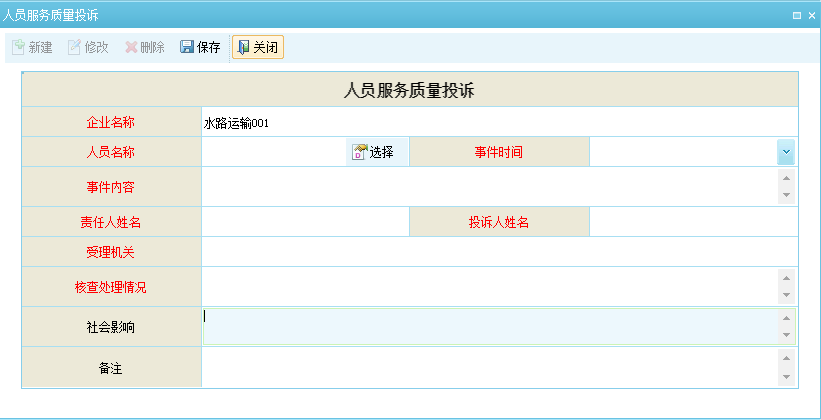 人员服务质量投诉
新建 修改 删除 保存 关闭
人员服务质量投诉
企业名称 水路运输001
人员名称 选择 事件时间
事件内容
责任人姓名 投诉人姓名
受理机关
核查处理情况
社会影响
备注